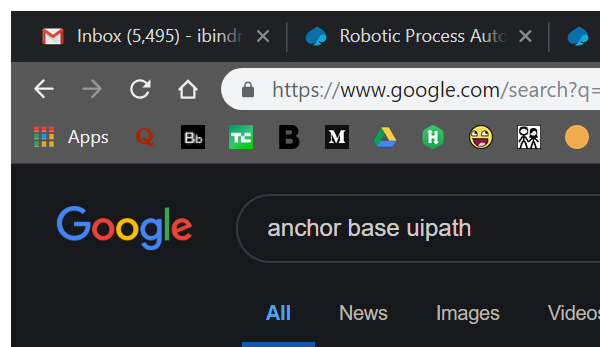 Inbox (5,495) - ibindr Robotic Process Auto
https://www.google.com/search?q=
Apps Q Bb TC B M
Google anchor base uipath
All News Images Videos